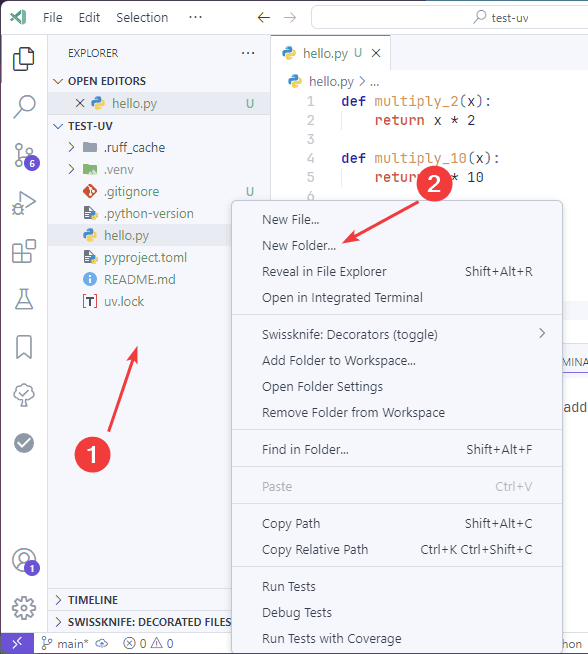 File Edit Selection ··· test-uv
EXPLORER ···
OPEN EDITORS
hello.py U
TEST-UV
.ruff_cache
.venv
.gitignore U
.python-version
hello.py
pyproject.toml
README.md
[T] uv.lock
1
TIMELINE
SWISSKNIFE: DECORATED FILES
hello.py U
hello.py > ...
1 def multiply_2(x):
2 return x * 2
3
4 def multiply_10(x):
5 return * 10
6
2
New File...
New Folder...
Reveal in File Explorer Shift+Alt+R
Open in Integrated Terminal
Swissknife: Decorators (toggle)
Add Folder to Workspace...
Open Folder Settings
Remove Folder from Workspace
Find in Folder... Shift+Alt+F
Paste Ctrl+V
Copy Path Shift+Alt+C
Copy Relative Path Ctrl+K Ctrl+Shift+C
Run Tests
Debug Tests
Run Tests with Coverage
MINA
add
6
1
main* 0 0 hon